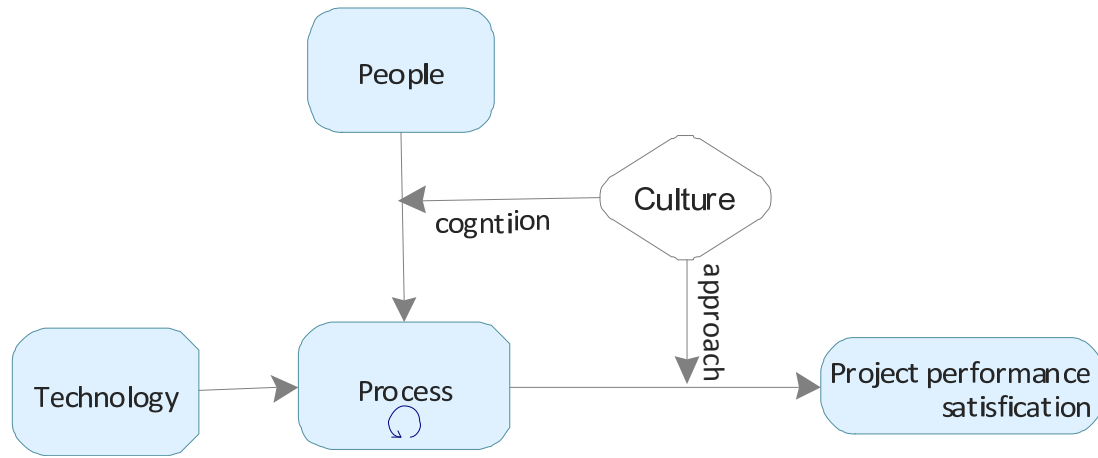 People
Culture
cogntiion
approach
Technology
Process
Project performance
satisfication